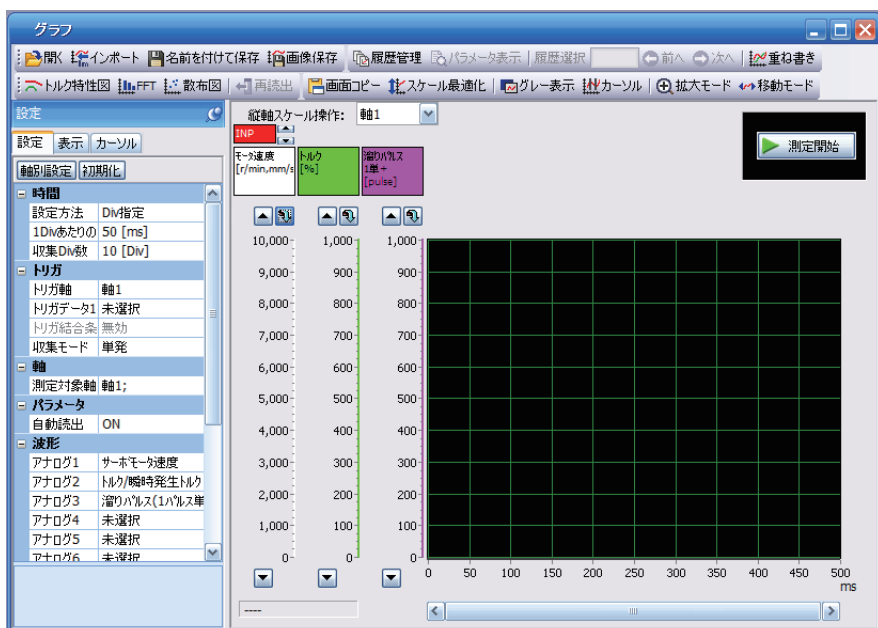 グラフ
開く インポート 名前を付けて保存 画像保存 履歴管理 パラメータ表示 履歴選択 前へ 次へ 重ね書き
トルク特性図 FFT 散布図 再読出 画面コピー スケール最適化 グレー表示 カーソル 拡大モード 移動モード
設定
設定 表示 カーソル
軸別設定 初期化
時間
設定方法 Div指定
1Divあたりの 50 [ms]
収集Div数 10 [Div]
トリガ
トリガ軸 軸1
トリガデータ1 未選択
トリガ結合条 無効
収集モード 単発
軸
測定対象軸 軸1;
パラメータ
自動読出 ON
波形
アナログ1 サーボモータ速度
アナログ2 トルク/瞬時発生トルク
アナログ3 溜りパルス(1パルス単
アナログ4 未選択
アナログ5 未選択
アナログ6 未選択
縦軸スケール操作: 軸1
INP
モータ速度
[r/min,mm/s
トルク
[%]
溜りパルス
1単+
[pulse]
測定開始
10,000 1,000 1,000
9,000 900 900
8,000 800 800
7,000 700 700
6,000 600 600
5,000 500 500
4,000 400 400
3,000 300 300
2,000 200 200
1,000 100 100
0 0 0
0 50 100 150 200 250 300 350 400 450 500
ms
----